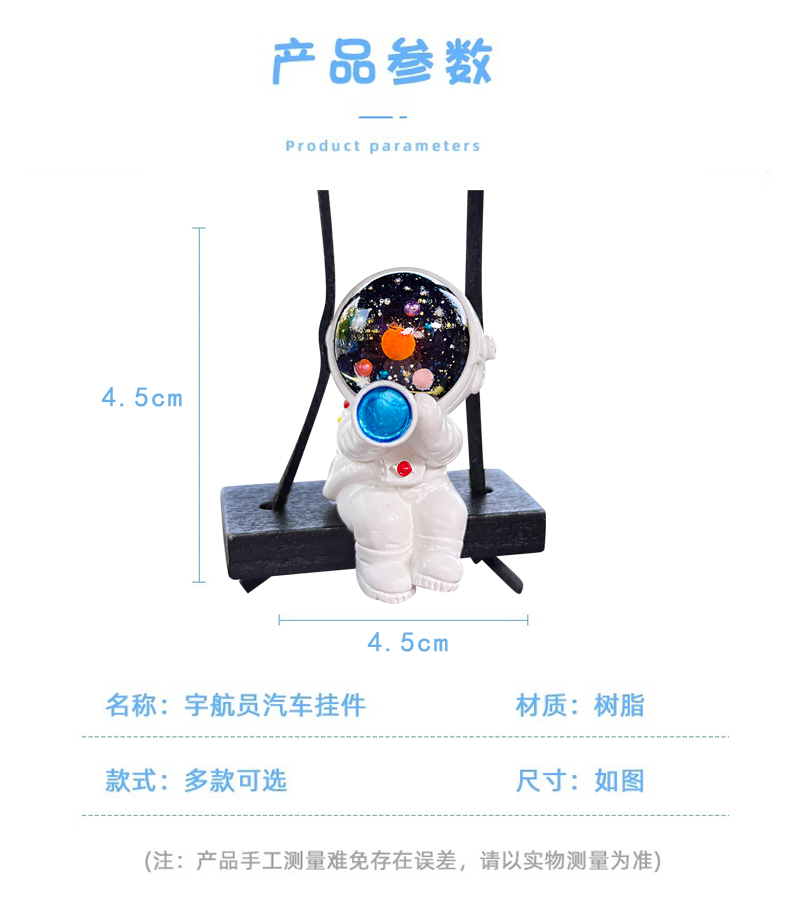 产品参数
Product parameters
4.5cm
4.5cm
名称：宇航员汽车挂件 材质：树脂
款式：多款可选 尺寸：如图
(注：产品手工测量难免存在误差，请以实物测量为准)